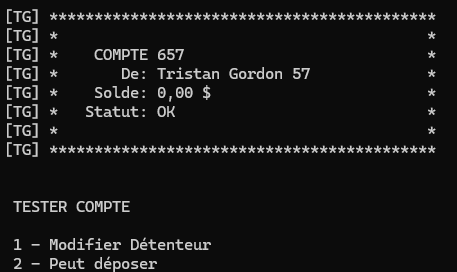 [TG] *******************************************
[TG] *                                         *
[TG] *    COMPTE 657                           *
[TG] *       De: Tristan Gordon 57             *
[TG] *    Solde: 0,00 $                        *
[TG] *   Statut: OK                            *
[TG] *                                         *
[TG] *******************************************
TESTER COMPTE
1 - Modifier Détenteur
2 - Peut déposer